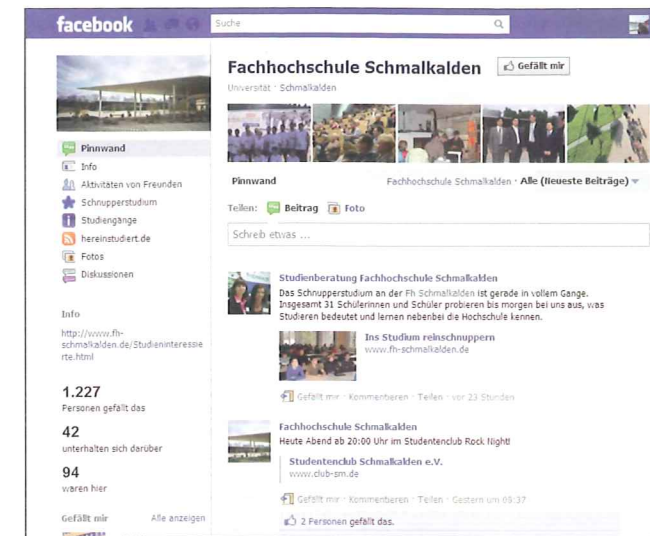 facebook
Suche
Fachhochschule Schmalkalden
Gefällt mir
Universität · Schmalkalden
Pinnwand
Info
Aktivitäten von Freunden
Schnupperstudium
Studiengänge
hereinstudiert.de
Fotos
Diskussionen
Info
http://www.fh-
schmalkalden.de/Studieninteressie
rte.html
1.227
Personen gefällt das
42
unterhalten sich darüber
94
waren hier
Gefällt mir Alle anzeigen
Pinnwand Fachhochschule Schmalkalden · Alle (Neueste Beiträge)
Teilen: Beitrag Foto
Schreib etwas ...
Studienberatung Fachhochschule Schmalkalden
Das Schnupperstudium an der Fh Schmalkalden ist gerade in vollem Gange.
Insgesamt 31 Schülerinnen und Schüler probieren bis morgen bei uns aus, was
Studieren bedeutet und lernen nebenbei die Hochschule kennen.
Ins Studium reinschnuppern
www.fh-schmalkalden.de
Gefällt mir · Kommentieren · Teilen · vor 23 Stunden
Fachhochschule Schmalkalden
Heute Abend ab 20:00 Uhr im Studentenclub Rock Night!
Studentenclub Schmalkalden e.V.
www.club-sm.de
Gefällt mir · Kommentieren · Teilen · Gestern um 09:37
2 Personen gefällt das.